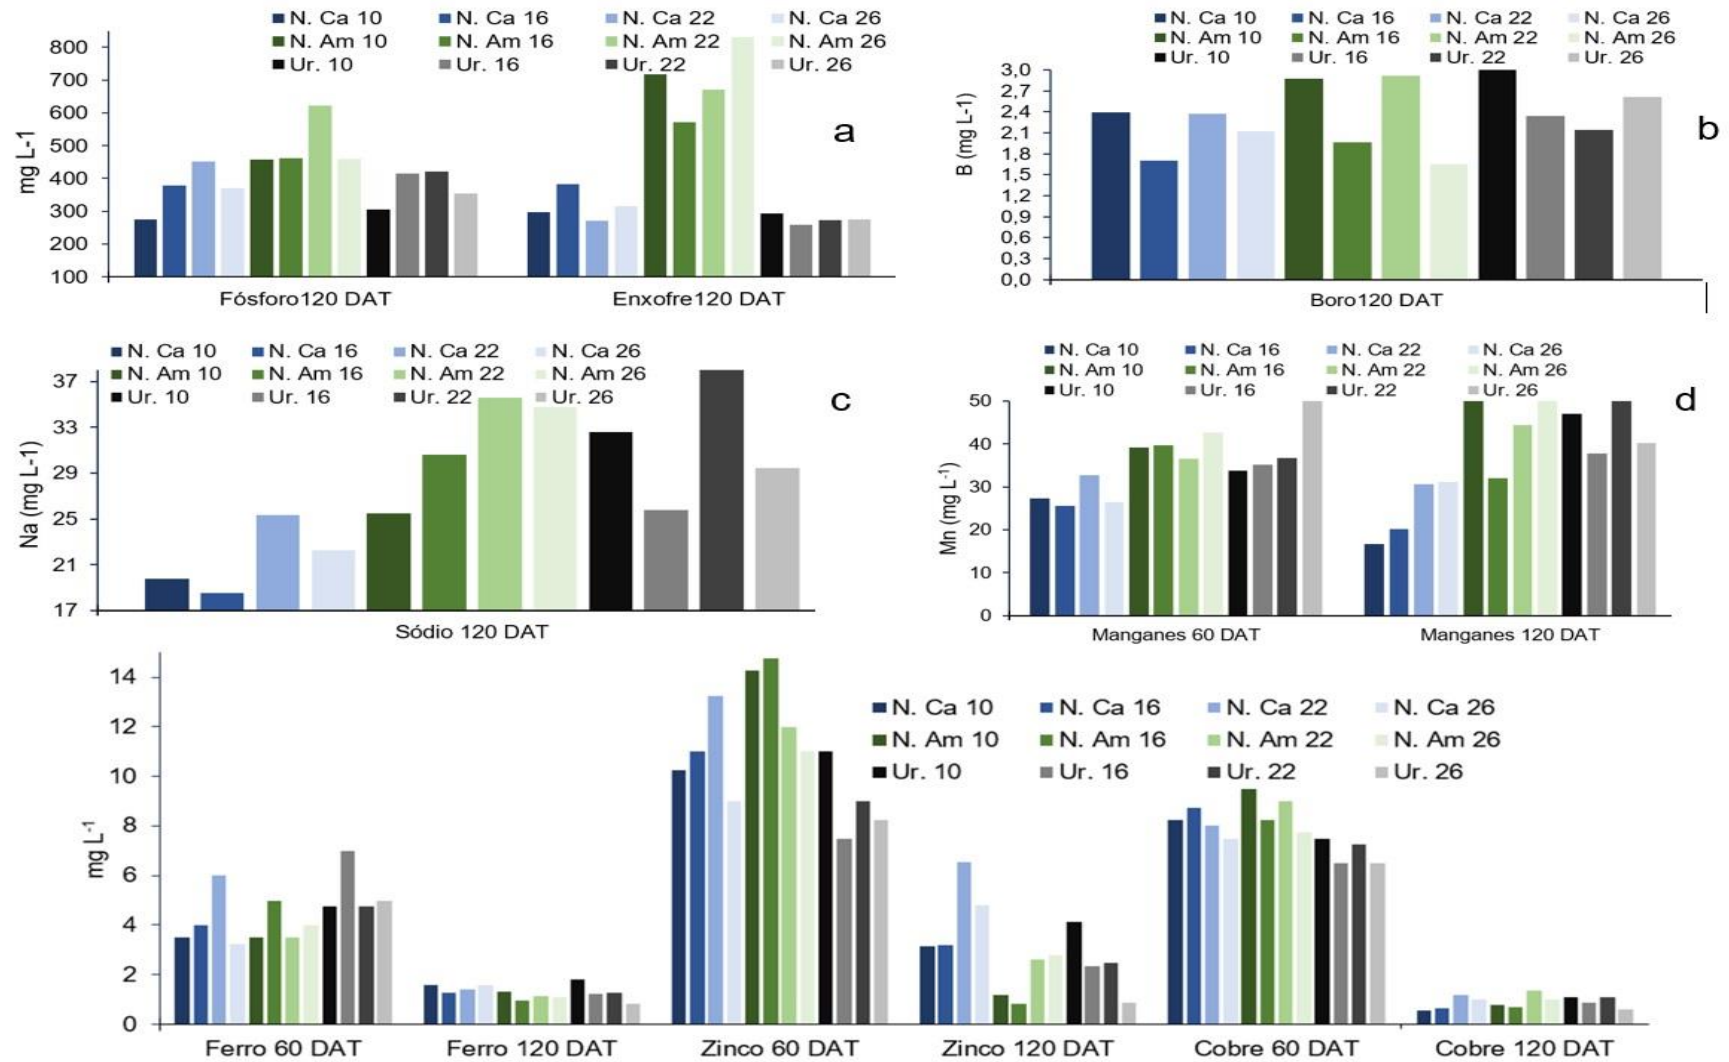 N. Ca 10 N. Ca 16 N. Ca 22 N. Ca 26
N. Am 10 N. Am 16 N. Am 22 N. Am 26
Ur. 10 Ur. 16 Ur. 22 Ur. 26
800
700
600
500
400
300
200
100
mg L-1
a
Fósforo120 DAT Enxofre120 DAT
N. Ca 10 N. Ca 16 N. Ca 22 N. Ca 26
N. Am 10 N. Am 16 N. Am 22 N. Am 26
Ur. 10 Ur. 16 Ur. 22 Ur. 26
3,0
2,7
2,4
2,1
1,8
1,5
1,2
0,9
0,6
0,3
0,0
B (mg L-1)
b
Boro120 DAT
N. Ca 10 N. Ca 16 N. Ca 22 N. Ca 26
N. Am 10 N. Am 16 N. Am 22 N. Am 26
Ur. 10 Ur. 16 Ur. 22 Ur. 26
37
33
29
25
21
17
Na (mg L-1)
c
Sódio 120 DAT
N. Ca 10 N. Ca 16 N. Ca 22 N. Ca 26
N. Am 10 N. Am 16 N. Am 22 N. Am 26
Ur. 10 Ur. 16 Ur. 22 Ur. 26
50
40
30
20
10
0
Mn (mg L-1)
d
Manganes 60 DAT Manganes 120 DAT
N. Ca 10 N. Ca 16 N. Ca 22 N. Ca 26
N. Am 10 N. Am 16 N. Am 22 N. Am 26
Ur. 10 Ur. 16 Ur. 22 Ur. 26
14
12
10
8
6
4
2
0
mg L-1
Ferro 60 DAT Ferro 120 DAT Zinco 60 DAT Zinco 120 DAT Cobre 60 DAT Cobre 120 DAT